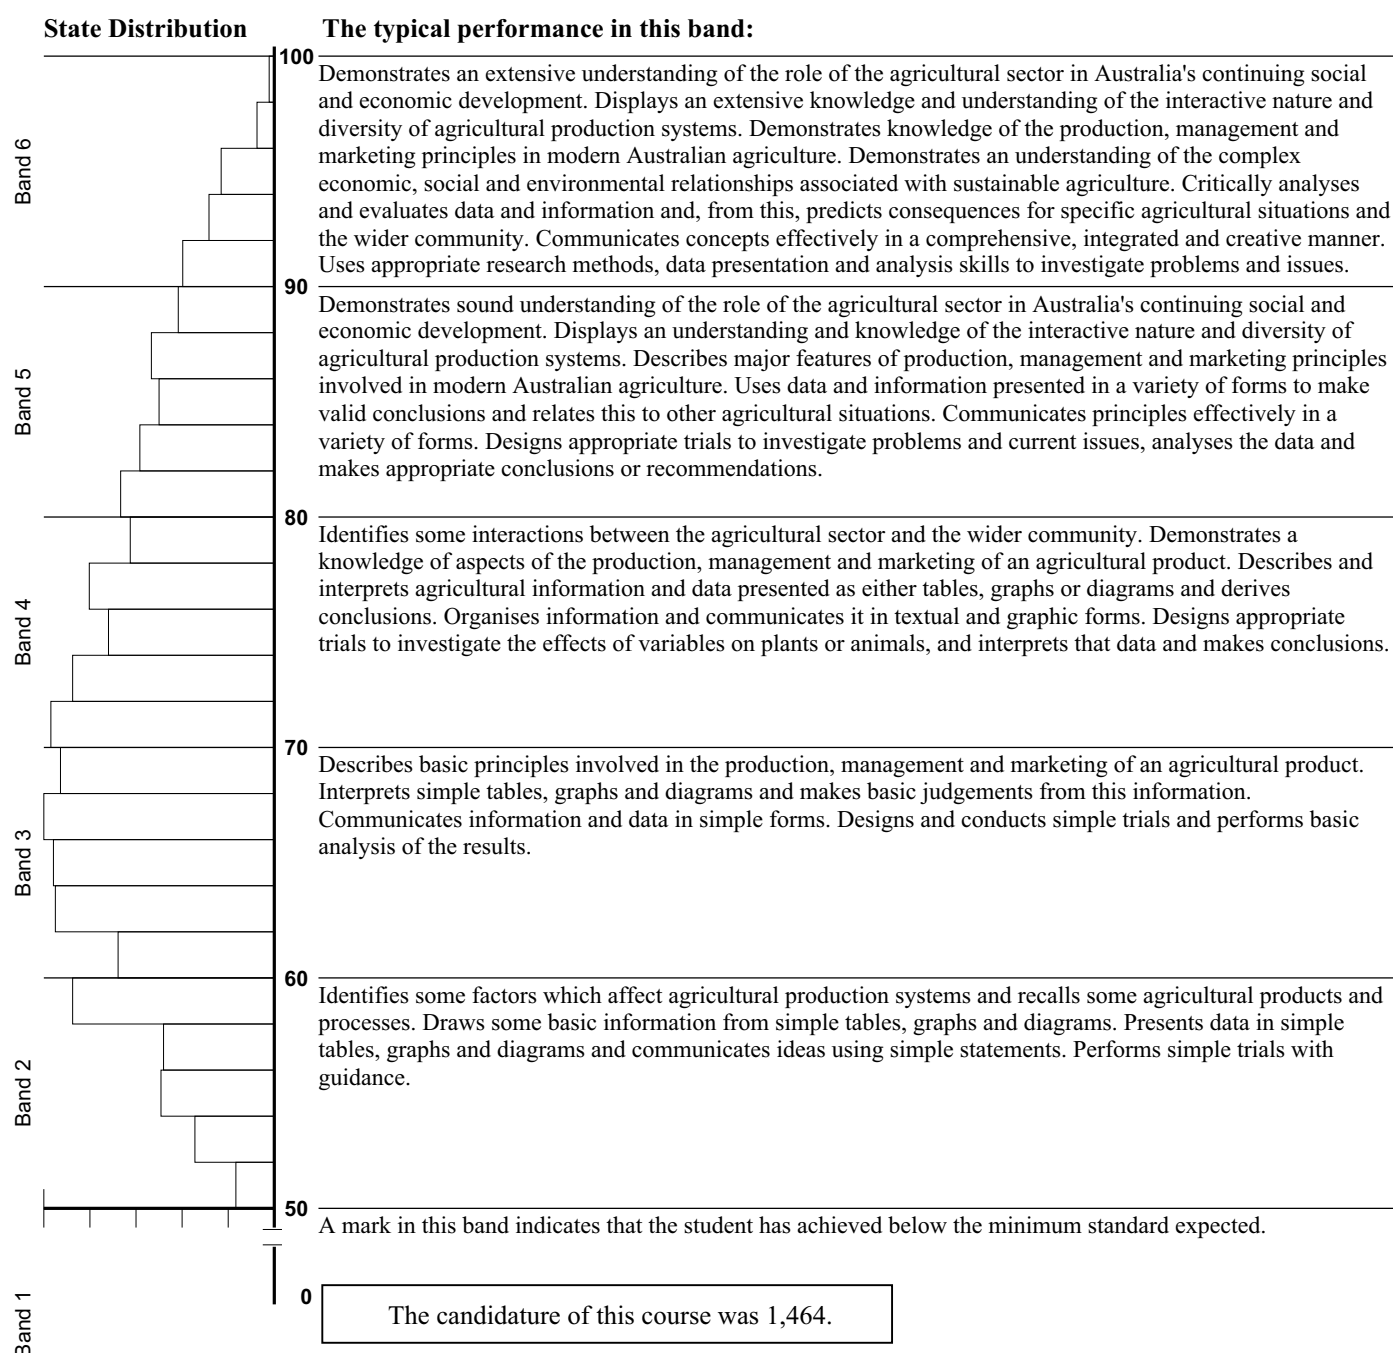 State Distribution
The typical performance in this band:
100
Demonstrates an extensive understanding of the role of the agricultural sector in Australia's continuing social
and economic development. Displays an extensive knowledge and understanding of the interactive nature and
diversity of agricultural production systems. Demonstrates knowledge of the production, management and
marketing principles in modern Australian agriculture. Demonstrates an understanding of the complex
economic, social and environmental relationships associated with sustainable agriculture. Critically analyses
and evaluates data and information and, from this, predicts consequences for specific agricultural situations and
the wider community. Communicates concepts effectively in a comprehensive, integrated and creative manner.
Uses appropriate research methods, data presentation and analysis skills to investigate problems and issues.
Band 6
90
Demonstrates sound understanding of the role of the agricultural sector in Australia's continuing social and
economic development. Displays an understanding and knowledge of the interactive nature and diversity of
agricultural production systems. Describes major features of production, management and marketing principles
involved in modern Australian agriculture. Uses data and information presented in a variety of forms to make
valid conclusions and relates this to other agricultural situations. Communicates principles effectively in a
variety of forms. Designs appropriate trials to investigate problems and current issues, analyses the data and
makes appropriate conclusions or recommendations.
Band 5
80
Identifies some interactions between the agricultural sector and the wider community. Demonstrates a
knowledge of aspects of the production, management and marketing of an agricultural product. Describes and
interprets agricultural information and data presented as either tables, graphs or diagrams and derives
conclusions. Organises information and communicates it in textual and graphic forms. Designs appropriate
trials to investigate the effects of variables on plants or animals, and interprets that data and makes conclusions.
Band 4
70
Describes basic principles involved in the production, management and marketing of an agricultural product.
Interprets simple tables, graphs and diagrams and makes basic judgements from this information.
Communicates information and data in simple forms. Designs and conducts simple trials and performs basic
analysis of the results.
Band 3
60
Identifies some factors which affect agricultural production systems and recalls some agricultural products and
processes. Draws some basic information from simple tables, graphs and diagrams. Presents data in simple
tables, graphs and diagrams and communicates ideas using simple statements. Performs simple trials with
guidance.
Band 2
50
A mark in this band indicates that the student has achieved below the minimum standard expected.
0
Band 1
The candidature of this course was 1,464.